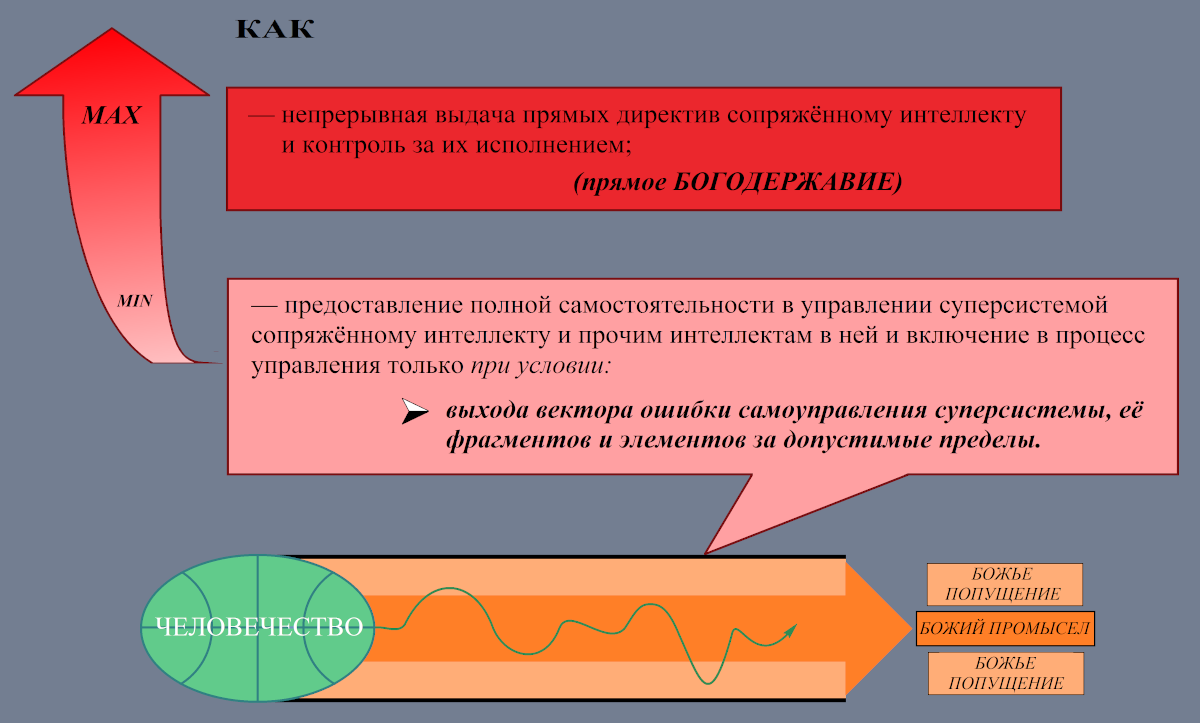 КАК
MAX
— непрерывная выдача прямых директив сопряжённому интеллекту
и контроль за их исполнением;
(прямое БОГОДЕРЖАВИЕ)
MIN
— предоставление полной самостоятельности в управлении суперсистемой
сопряжённому интеллекту и прочим интеллектам в ней и включение в процесс
управления только при условии:
выхода вектора ошибки самоуправления суперсистемы, её
фрагментов и элементов за допустимые пределы.
ЧЕЛОВЕЧЕСТВО
БОЖЬЕ
ПОПУЩЕНИЕ
БОЖИЙ ПРОМЫСЕЛ
БОЖЬЕ
ПОПУЩЕНИЕ